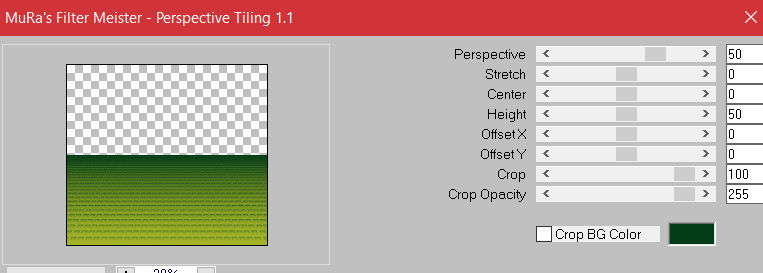 MuRa's Filter Meister - Perspective Tiling 1.1
Perspective 50
Stretch 0
Center 0
Height 50
Offset X 0
Offset Y 0
Crop 100
Crop Opacity 255
Crop BG Color